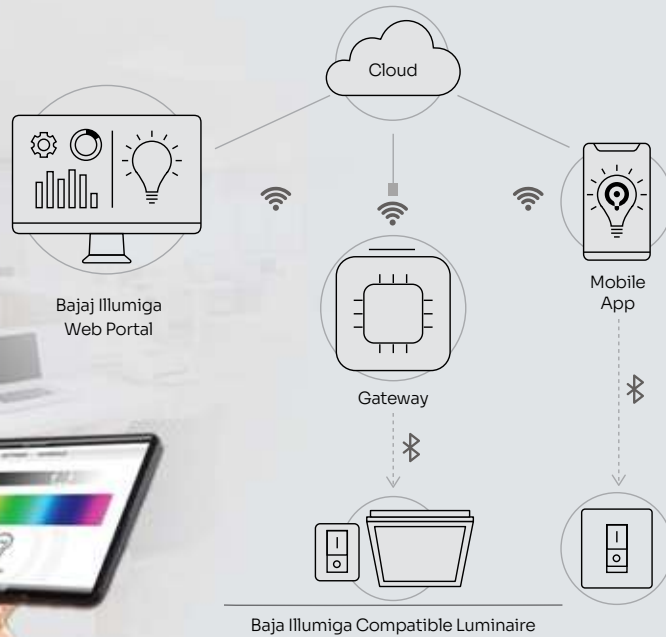 Cloud
Bajaj Illumiga
Web Portal
Mobile
App
Gateway
Baja Illumiga Compatible Luminaire